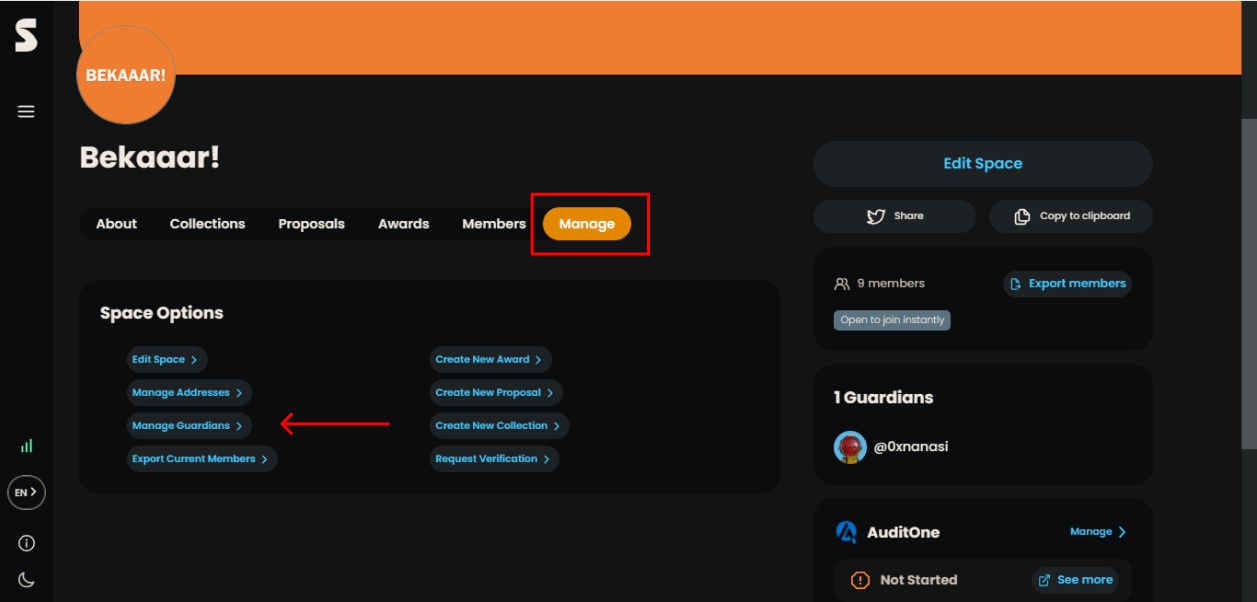 BEKAAAR!
Bekaaar!
About Collections Proposals Awards Members Manage
Space Options
Edit Space
Manage Addresses
Manage Guardians
Export Current Members
Create New Award
Create New Proposal
Create New Collection
Request Verification
Edit Space
Share Copy to clipboard
9 members Export members
Open to join instantly
1 Guardians
@0xnanasi
AuditOne Manage
Not Started See more
EN